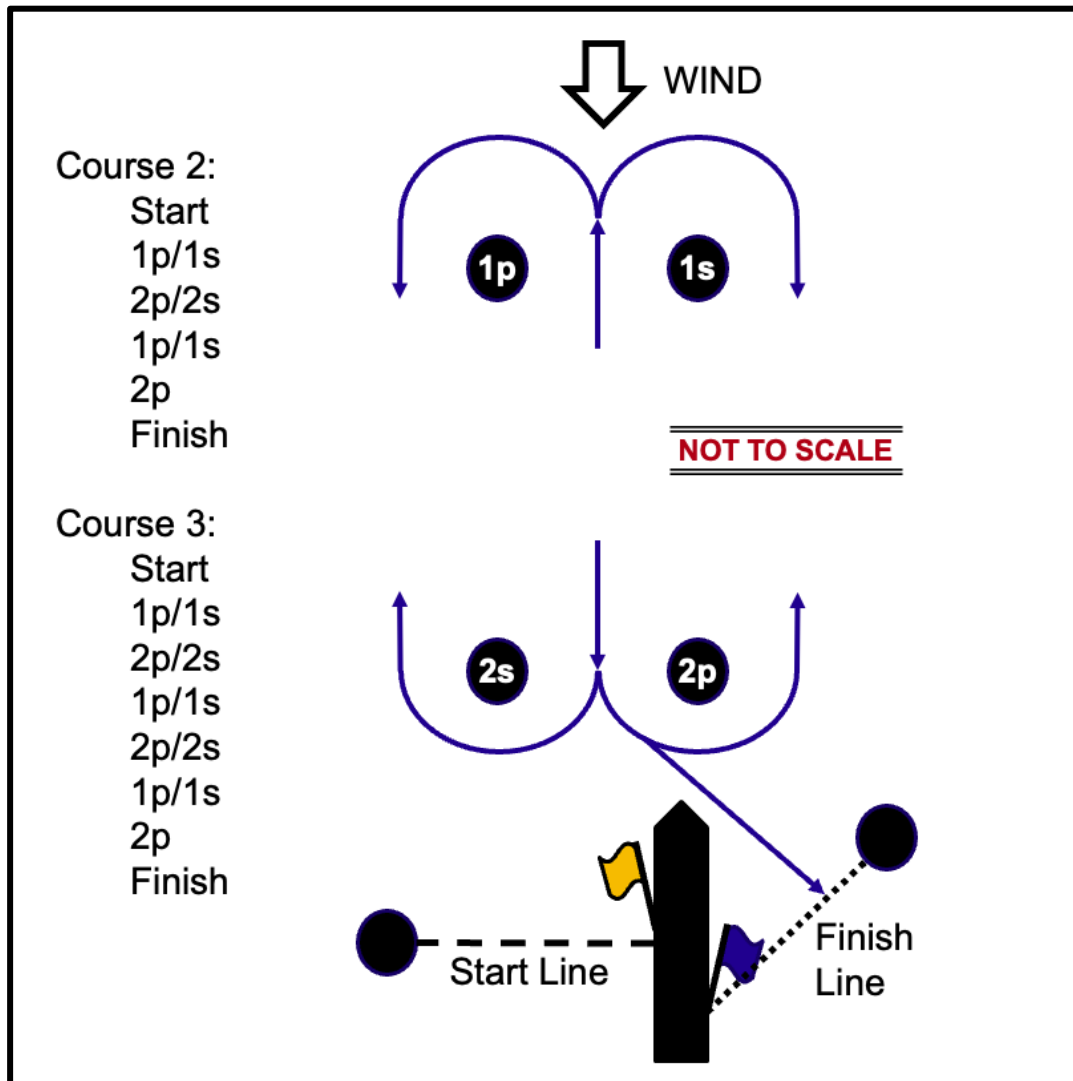 WIND
Course 2:
Start
1p/1s
2p/2s
1p/1s
2p
Finish
1p
1s
NOT TO SCALE
Course 3:
Start
1p/1s
2p/2s
1p/1s
2p/2s
1p/1s
2p
Finish
2s
2p
Start Line
Finish
Line